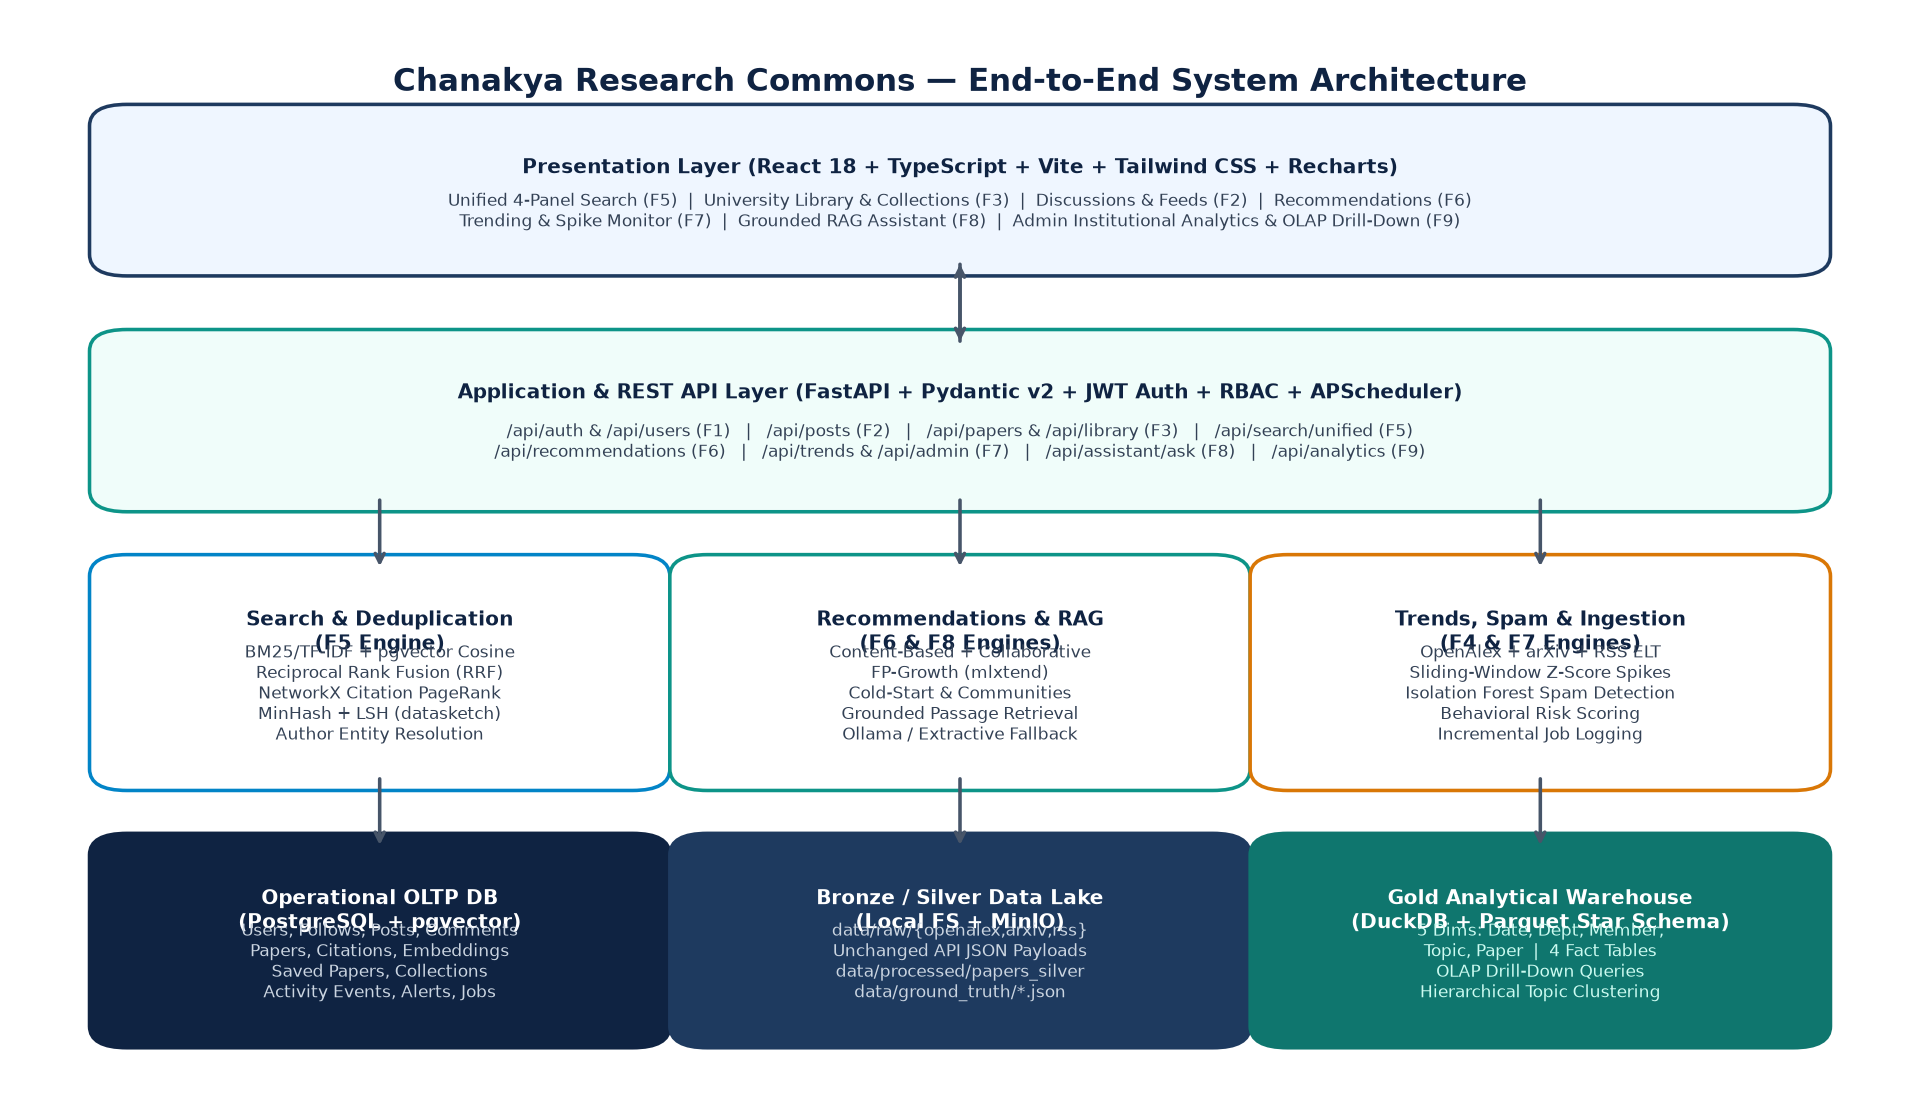 Chanakya Research Commons — End-to-End System Architecture
Presentation Layer (React 18 + TypeScript + Vite + Tailwind CSS + Recharts)
Unified 4-Panel Search (F5) | University Library & Collections (F3) | Discussions & Feeds (F2) | Recommendations (F6)
Trending & Spike Monitor (F7) | Grounded RAG Assistant (F8) | Admin Institutional Analytics & OLAP Drill-Down (F9)
Application & REST API Layer (FastAPI + Pydantic v2 + JWT Auth + RBAC + APScheduler)
/api/auth & /api/users (F1) | /api/posts (F2) | /api/papers & /api/library (F3) | /api/search/unified (F5)
/api/recommendations (F6) | /api/trends & /api/admin (F7) | /api/assistant/ask (F8) | /api/analytics (F9)
Search & Deduplication
(F5 Engine)
BM25/TF-IDF + pgvector Cosine
Reciprocal Rank Fusion (RRF)
NetworkX Citation PageRank
MinHash + LSH (datasketch)
Author Entity Resolution
Recommendations & RAG
(F6 & F8 Engines)
Content-Based + Collaborative
FP-Growth (mlxtend)
Cold-Start & Communities
Grounded Passage Retrieval
Ollama / Extractive Fallback
Trends, Spam & Ingestion
(F4 & F7 Engines)
OpenAlex + arXiv + RSS ELT
Sliding-Window Z-Score Spikes
Isolation Forest Spam Detection
Behavioral Risk Scoring
Incremental Job Logging
Operational OLTP DB
(PostgreSQL + pgvector)
Users, Follows, Posts, Comments
Papers, Citations, Embeddings
Saved Papers, Collections
Activity Events, Alerts, Jobs
Bronze / Silver Data Lake
(Local FS + MinIO)
data/raw/{openalex,arxiv,rss}
Unchanged API JSON Payloads
data/processed/papers_silver
data/ground_truth/*.json
Gold Analytical Warehouse
(DuckDB + Parquet Star Schema)
5 Dims: Date, Dept, Member,
Topic, Paper | 4 Fact Tables
OLAP Drill-Down Queries
Hierarchical Topic Clustering